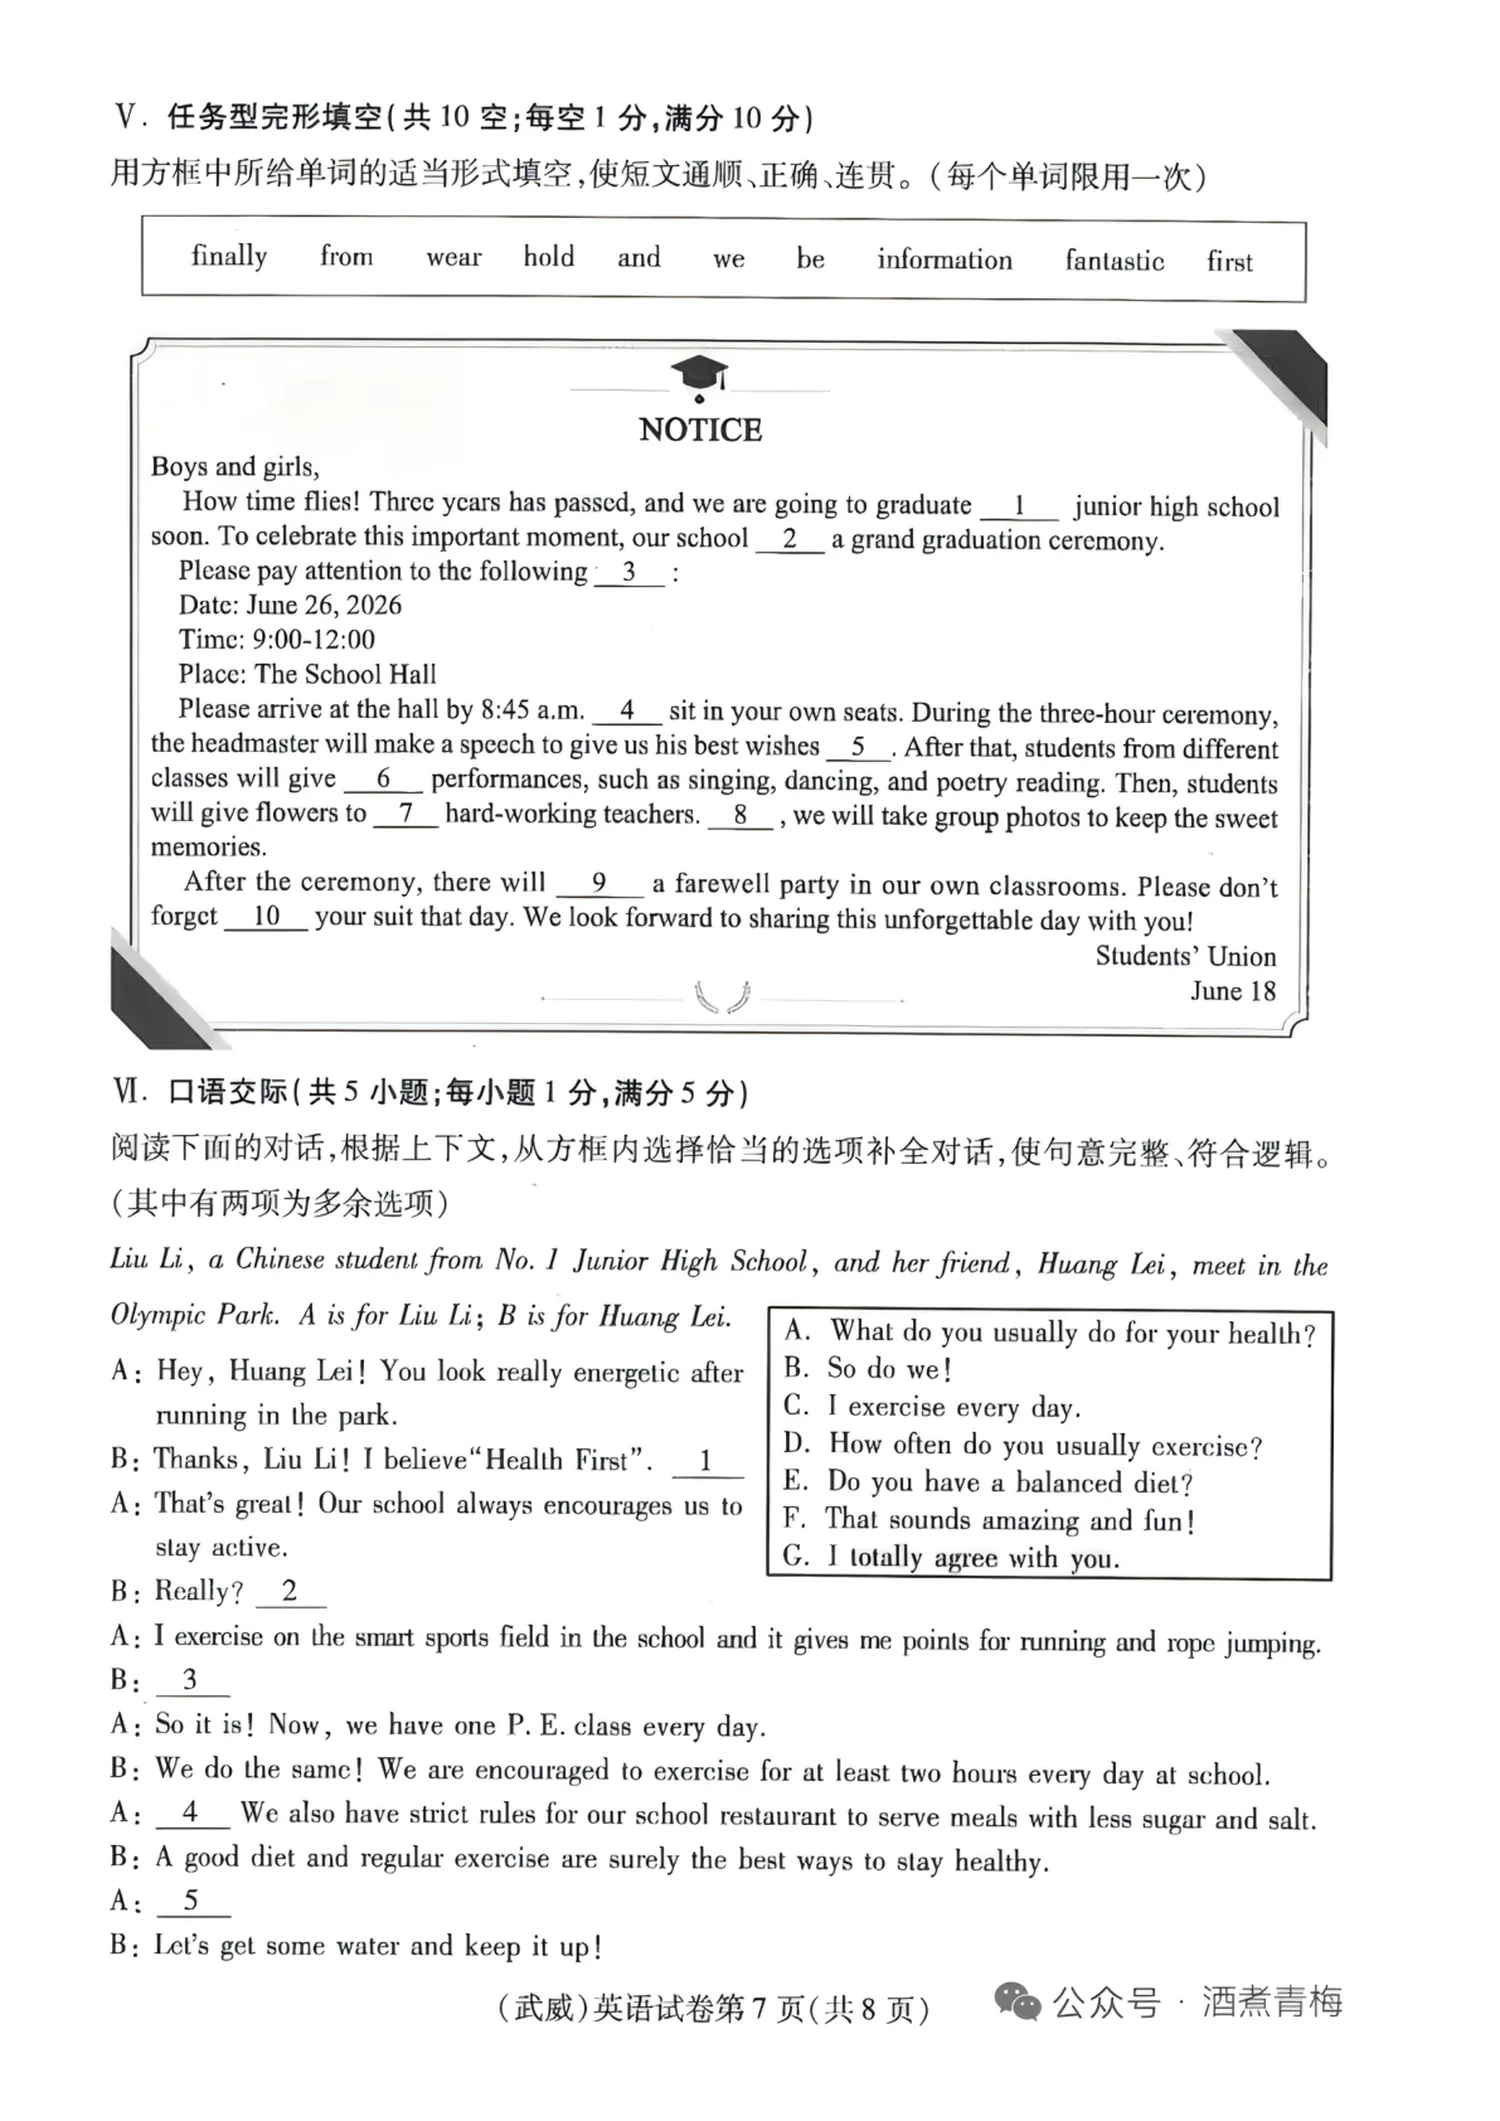 Ⅴ. 任务型完形填空(共10空;每空1分,满分10分)
用方框中所给单词的适当形式填空,使短文通顺、正确、连贯。(每个单词限用一次)
finally from wear hold and we be information fantastic first
NOTICE
Boys and girls,
How time flies! Three years has passed, and we are going to graduate 1 junior high school
soon. To celebrate this important moment, our school 2 a grand graduation ceremony.
Please pay attention to the following 3 :
Date: June 26, 2026
Time: 9:00-12:00
Place: The School Hall
Please arrive at the hall by 8:45 a.m. 4 sit in your own seats. During the three-hour ceremony,
the headmaster will make a speech to give us his best wishes 5 . After that, students from different
classes will give 6 performances, such as singing, dancing, and poetry reading. Then, students
will give flowers to 7 hard-working teachers. 8 , we will take group photos to keep the sweet
memories.
After the ceremony, there will 9 a farewell party in our own classrooms. Please don't
forget 10 your suit that day. We look forward to sharing this unforgettable day with you!
Students' Union
June 18
Ⅵ. 口语交际(共5小题;每小题1分,满分5分)
阅读下面的对话,根据上下文,从方框内选择恰当的选项补全对话,使句意完整、符合逻辑。
(其中有两项为多余选项)
Liu Li, a Chinese student from No. 1 Junior High School, and her friend, Huang Lei, meet in the
Olympic Park. A is for Liu Li; B is for Huang Lei.
A: Hey, Huang Lei! You look really energetic after
running in the park.
B: Thanks, Liu Li! I believe "Health First". 1
A: That's great! Our school always encourages us to
stay active.
B: Really? 2
A. What do you usually do for your health?
B. So do we!
C. I exercise every day.
D. How often do you usually exercise?
E. Do you have a balanced diet?
F. That sounds amazing and fun!
G. I totally agree with you.
A: I exercise on the smart sports field in the school and it gives me points for running and rope jumping.
B: 3
A: So it is! Now, we have one P. E. class every day.
B: We do the same! We are encouraged to exercise for at least two hours every day at school.
A: 4 We also have strict rules for our school restaurant to serve meals with less sugar and salt.
B: A good diet and regular exercise are surely the best ways to stay healthy.
A: 5
B: Let's get some water and keep it up!
(武威)英语试卷第7页(共8页)
公众号 · 酒煮青梅